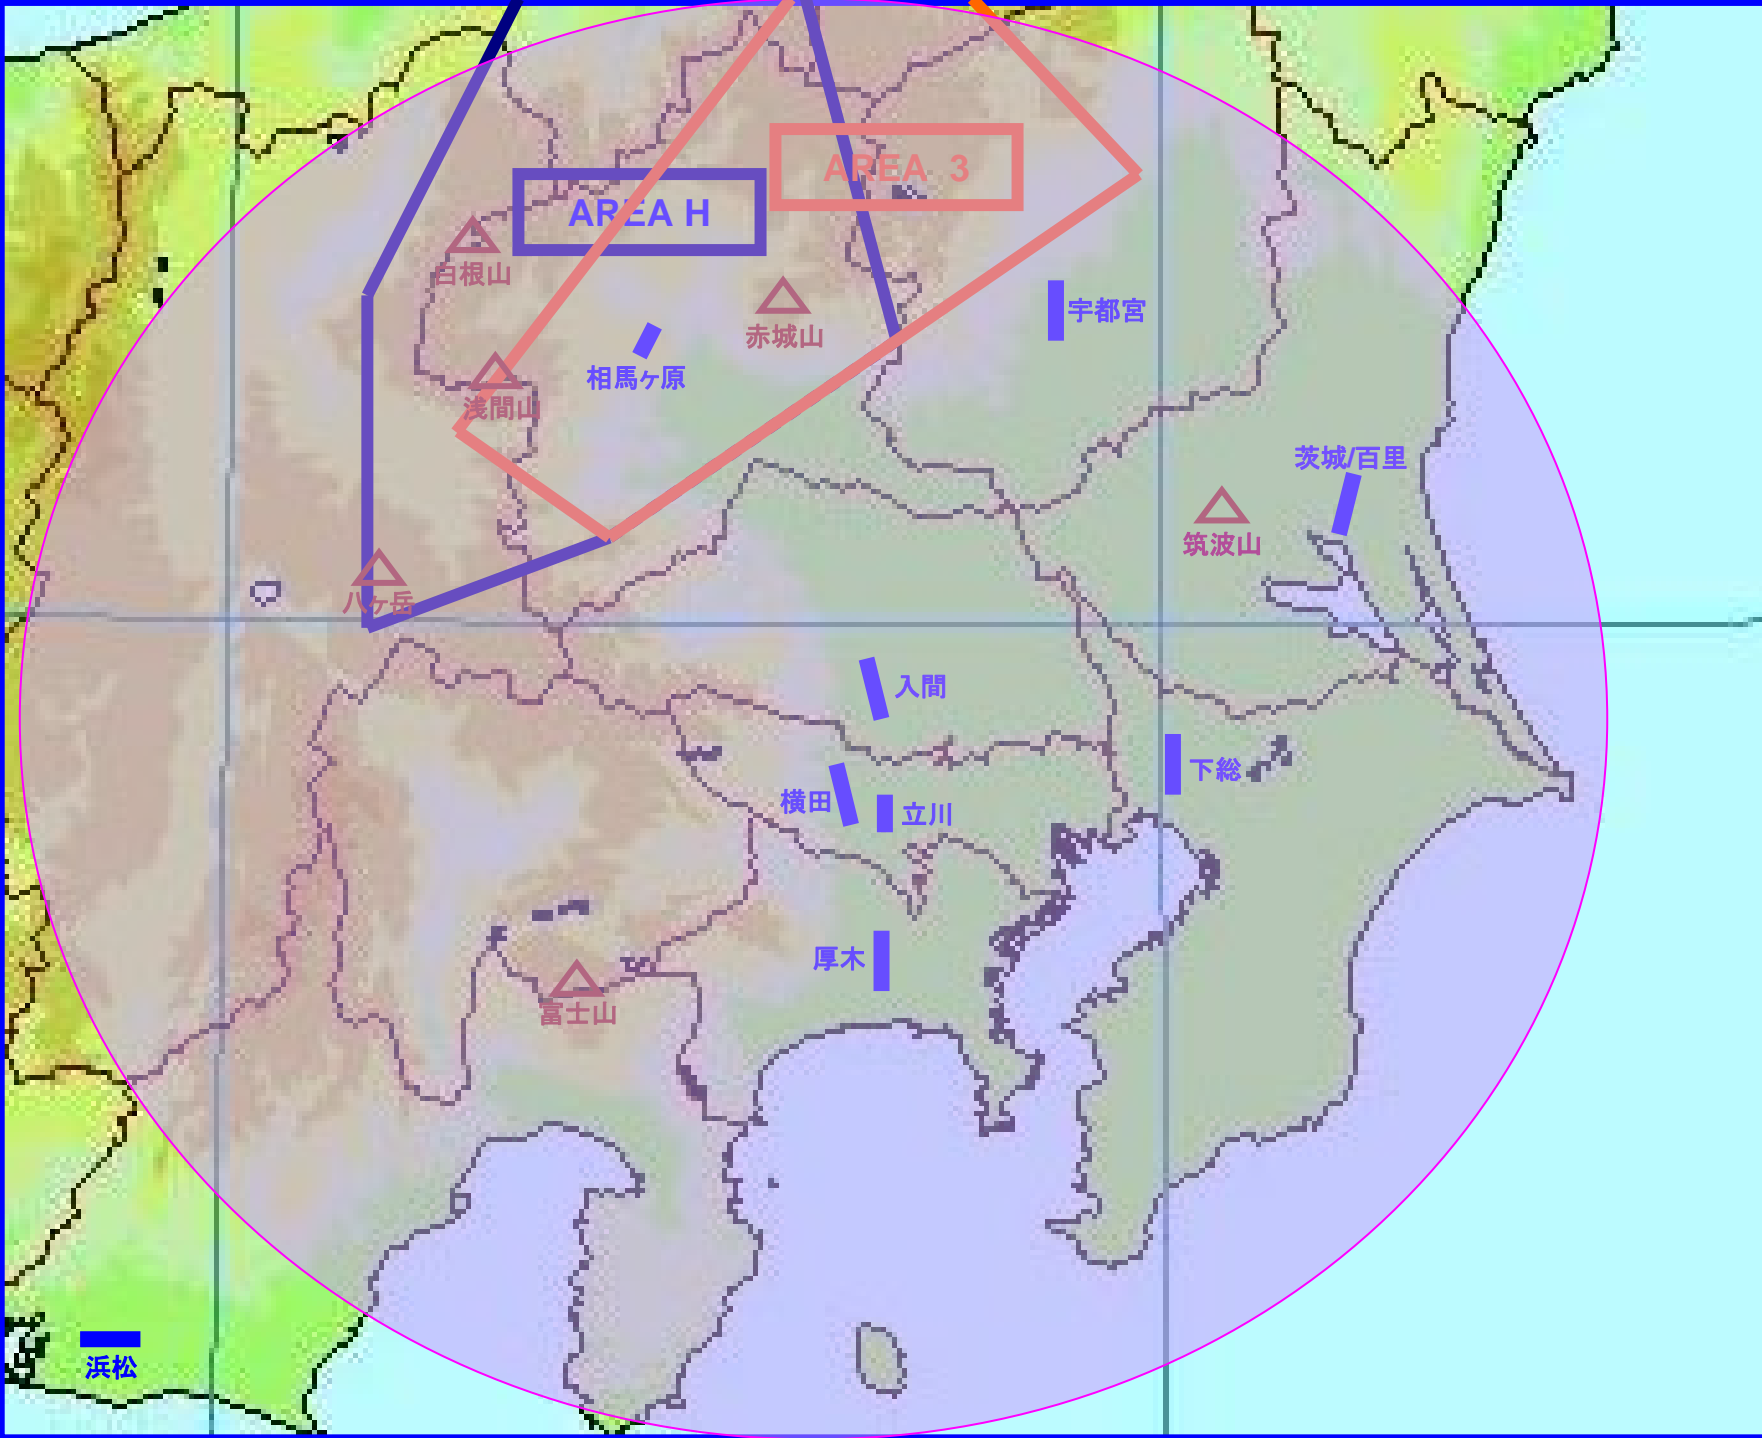 AREA 3
AREA H
白根山
宇都宮
赤城山
相馬ヶ原
浅間山
茨城/百里
筑波山
八ヶ岳
入間
下総
横田
立川
厚木
富士山
浜松